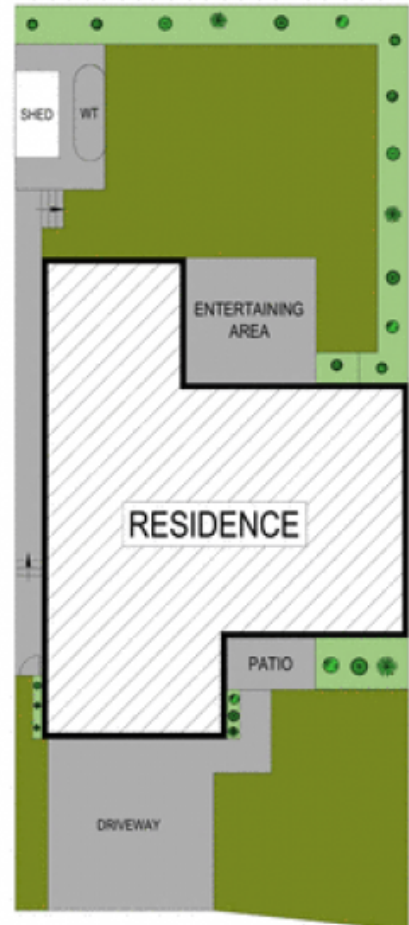 SHED
WT
ENTERTAINING
AREA
RESIDENCE
PATIO
DRIVEWAY